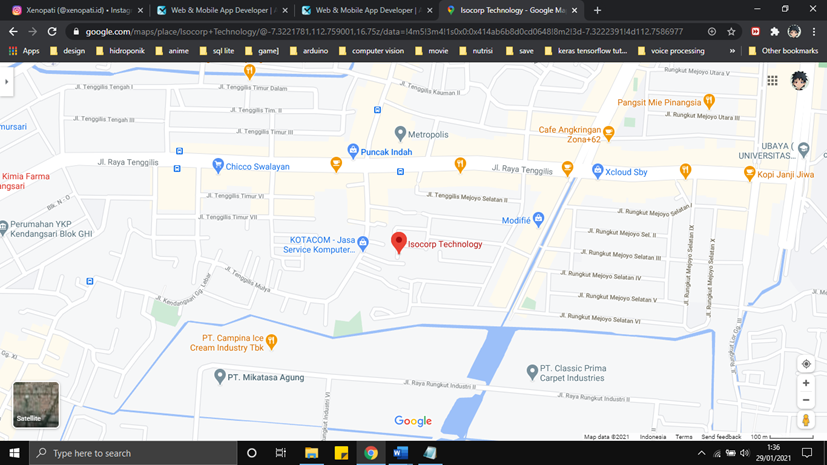 Xenopati (@xenopati.id) • Instag
Web & Mobile App Developer | A
Web & Mobile App Developer | A
Isocorp Technology - Google Ma
google.com/maps/place/Isocorp+Technology/@-7.3221781,112.759001,16.75z/data=!4m5!3m4!1s0x0:0x414ab6b8d0cd0648!8m2!3d-7.3222391!4d112.7586977
Apps
design
hidroponik
anime
sql lite
game]
arduino
computer vision
movie
nutrisi
save
keras tensorflow tut...
voice processing
»
Other bookmarks
Jl. Tengah Tengah I
Jl. Tenggilis Timur Dalam
Jl. Tenggilis Kauman II
Rungkut Mejoyo Utara V
Pangsit Mie Pinangsia
Jl. Rungkut Mejoyo Utara III
Jl. Tenggilis Tim. II
Jl. Tenggilis Timur III
Metropolis
Cafe Angkringan
Zona+62
UBAYA (
UNIVERSITAS...
Puncak Indah
Jl. Raya Tenggilis
Chicco Swalayan
Jl. Raya Tenggilis
Xcloud Sby
Kopi Janji Jiwa
Kimia Farma
Jl. Tenggilis Timur VI
Jl. Tenggilis Mejoyo Selatan II
Jl. Rungkut Mejoyo Selatan I
Jl. Tenggilis Timur VII
Modifié
Perumahan YKP
Kendangsari Blok GHI
Jl. Rungkut Mejoyo Sel. II
KOTACOM - Jasa
Service Komputer...
Isocorp Technology
Jl. Rungkut Mejoyo Selatan III
Jl. Rungkut Mejoyo Selatan IX
Jl. Rungkut Mejoyo Selatan X
Jl. Rungkut Mejoyo Selatan IV
Jl. Kendangsari Gg. Lebar
Jl. Tenggilis Mulya
Jl. Rungkut Mejoyo Selatan V
Jl. Rungkut Mejoyo Selatan VI
PT. Campina Ice
Cream Industry Tbk
PT. Mikatasa Agung
PT. Classic Prima
Carpet Industries
Jl. Raya Rungkut Industri II
Jl. Raya Rungkut Industri II
Satellite
Google
Map data ©2021
Indonesia
Terms
Send feedback
100 m
Type here to search
1:36
29/01/2021